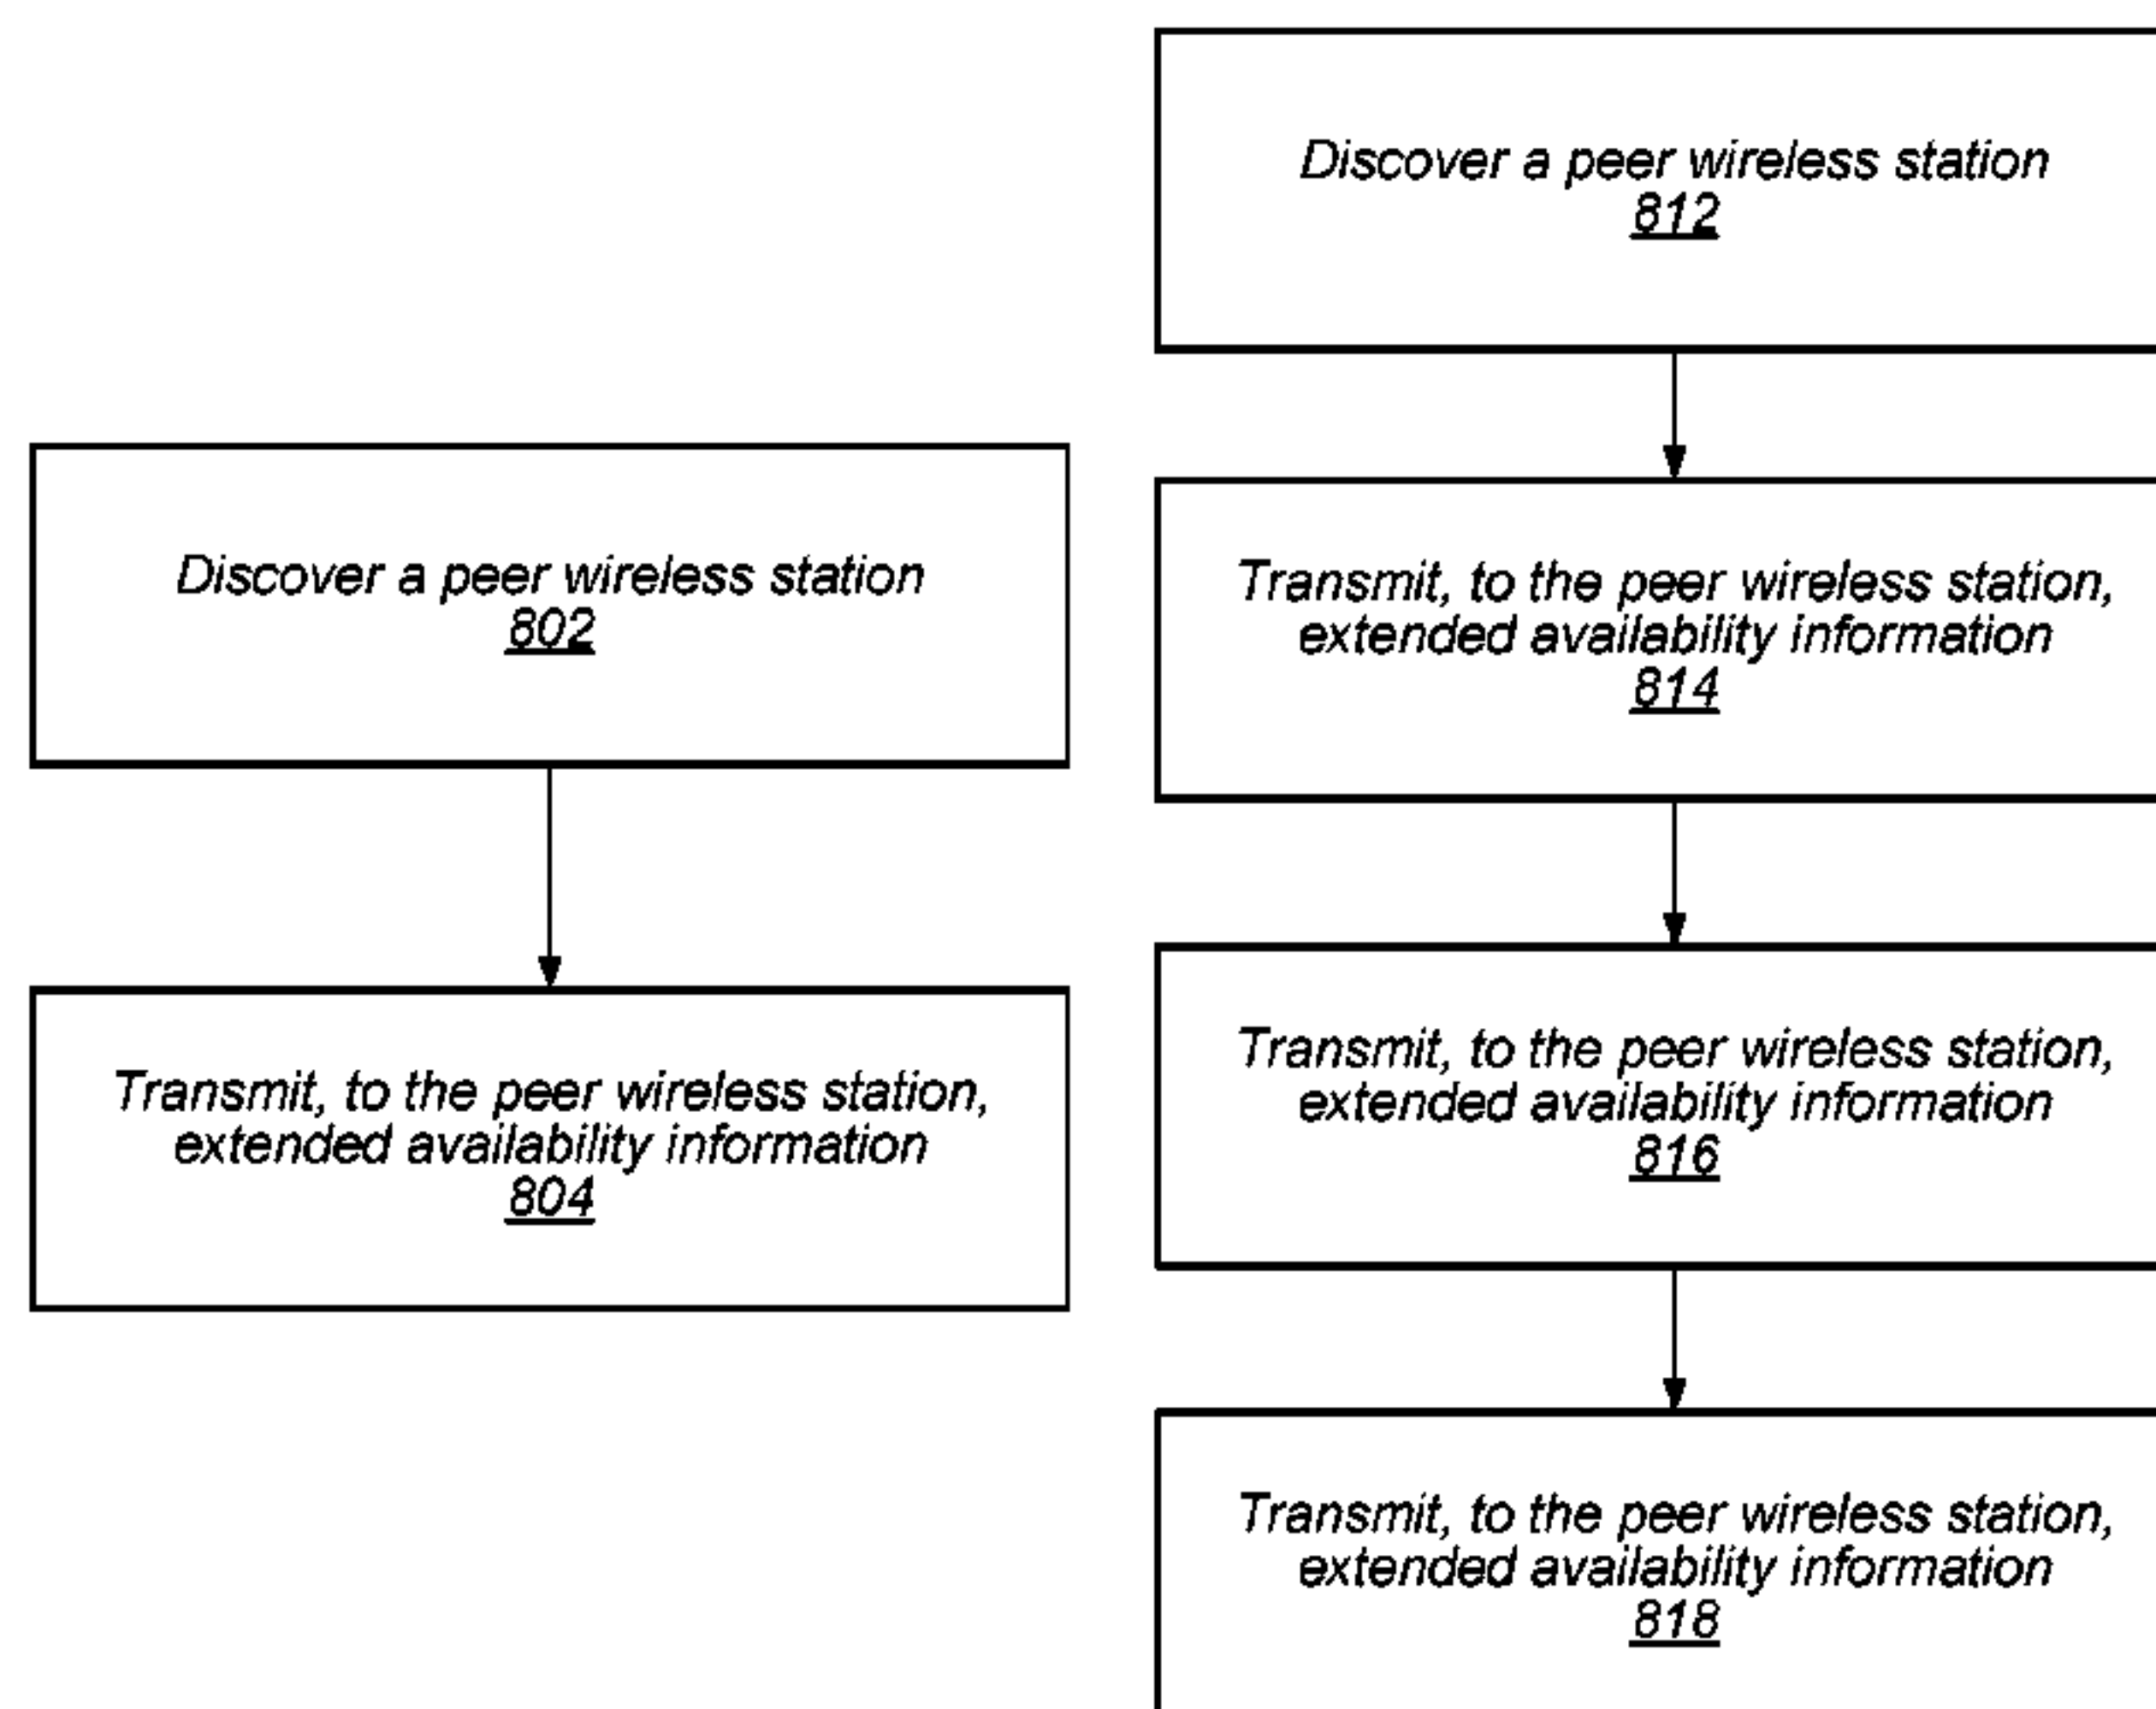 Discover a peer wireless station
802
Transmit, to the peer wireless station,
extended availability information
804
Discover a peer wireless station
812
Transmit, to the peer wireless station,
extended availability information
814
Transmit, to the peer wireless station,
extended availability information
816
Transmit, to the peer wireless station,
extended availability information
818